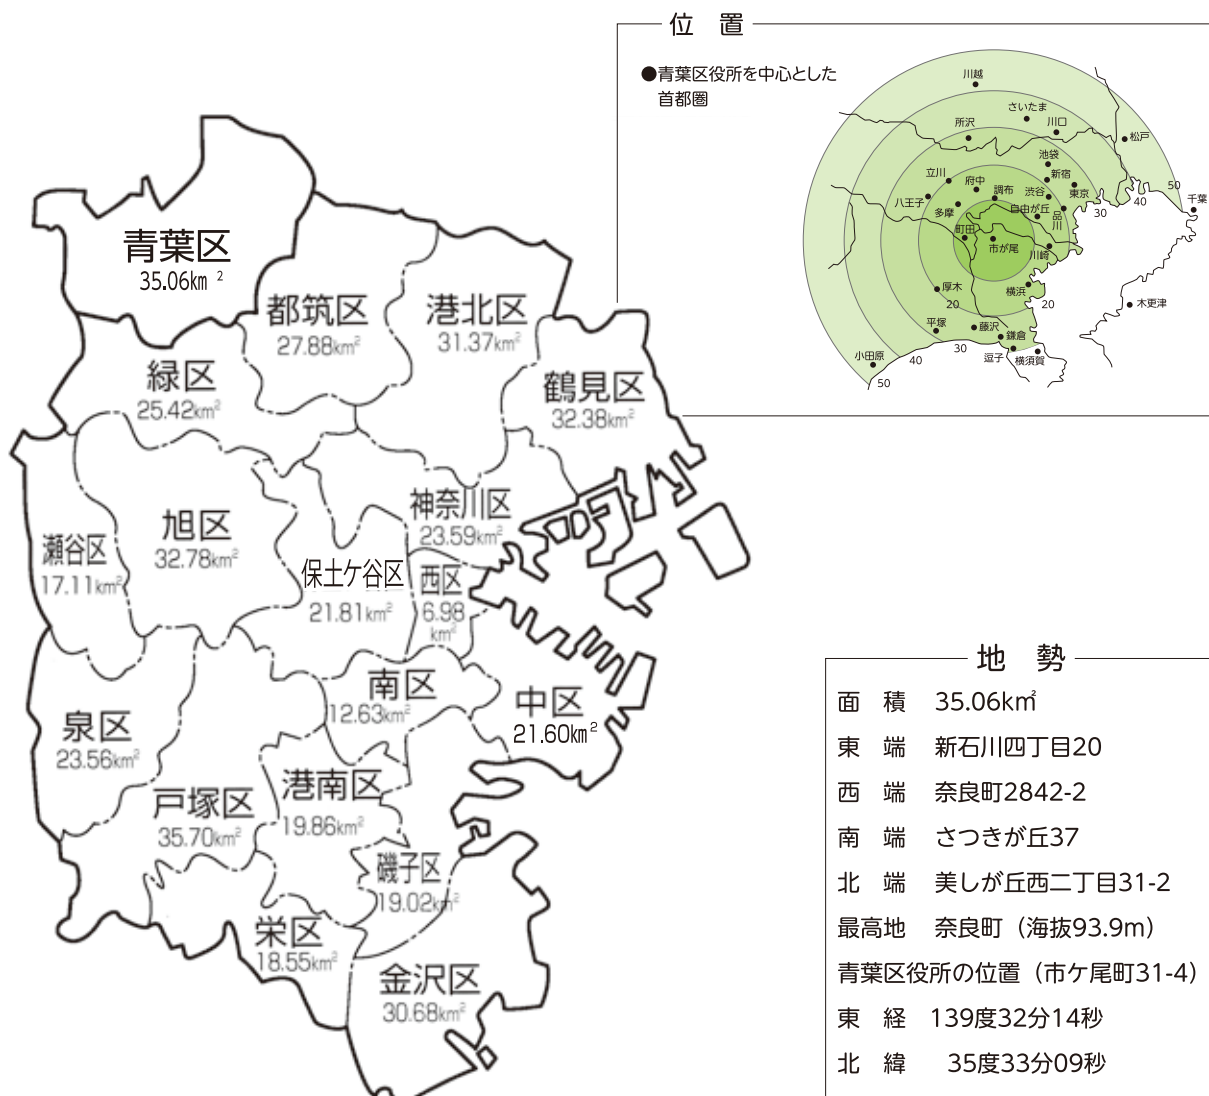 位 置
●青葉区役所を中心とした
首都圏
川越
さいたま
川口
所沢
松戸
池袋
立川
新宿
府中
東京
50
40
調布
渋谷
八王子
千葉
多摩
自由が丘
品川
30
町田
市が尾
川崎
厚木
横浜
20
20
木更津
平塚
藤沢
鎌倉
30
逗子
横須賀
小田原
40
50
青葉区
35.06km²
都筑区
27.88km²
港北区
31.37km²
緑区
25.42km²
鶴見区
32.38km²
神奈川区
23.59km²
旭区
32.78km²
瀬谷区
17.11km²
保土ケ谷区
21.81km²
西区
6.98
km²
南区
12.63km²
中区
21.60km²
泉区
23.56km²
港南区
19.86km²
戸塚区
35.70km²
磯子区
19.02km²
栄区
18.55km²
金沢区
30.68km²
地 勢
面 積 35.06㎢
東 端 新石川四丁目20
西 端 奈良町2842-2
南 端 さつきが丘37
北 端 美しが丘西二丁目31-2
最高地 奈良町（海抜93.9m）
青葉区役所の位置（市ケ尾町31-4）
東 経 139度32分14秒
北 緯 35度33分09秒